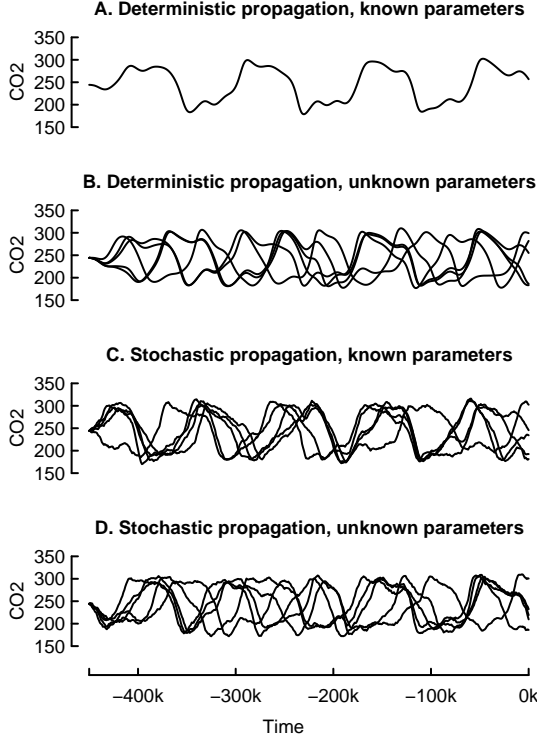 A. Deterministic propagation, known parameters
350
300
250
200
150
CO2
B. Deterministic propagation, unknown parameters
350
300
250
200
150
CO2
C. Stochastic propagation, known parameters
350
300
250
200
150
CO2
D. Stochastic propagation, unknown parameters
350
300
250
200
150
CO2
−400k −300k −200k −100k 0k
Time